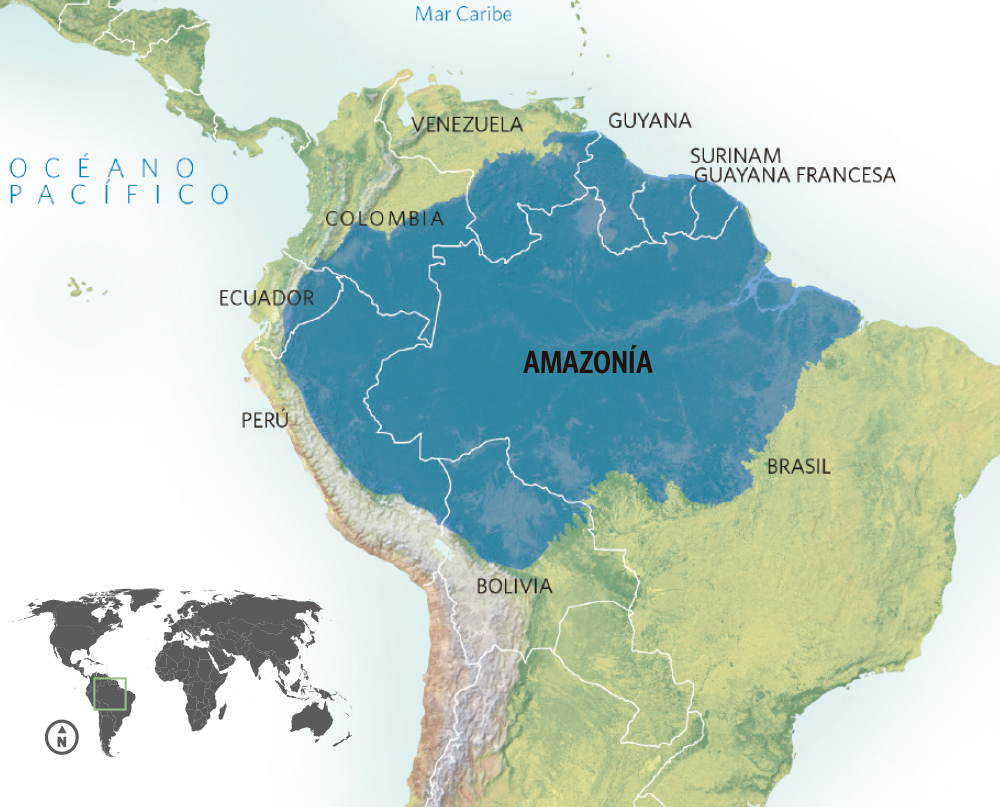 Mar Caribe
VENEZUELA
GUYANA
SURINAM
GUAYANA FRANCESA
OCÉANO
PACÍFICO
COLOMBIA
ECUADOR
AMAZONÍA
PERÚ
BRASIL
BOLIVIA
N